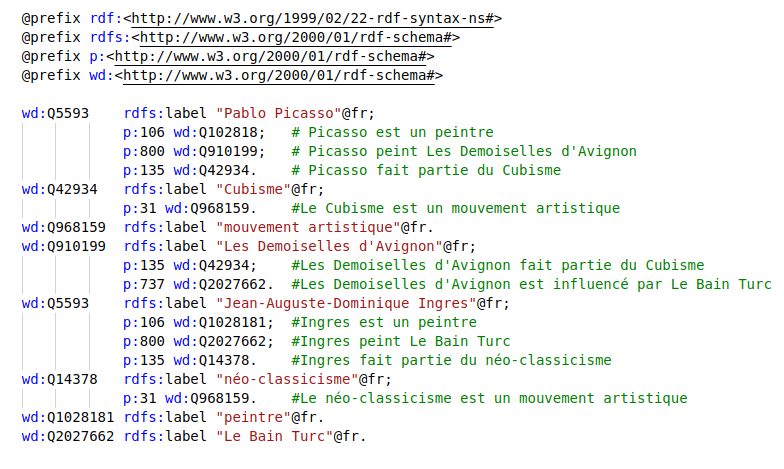 @prefix rdf:<http://www.w3.org/1999/02/22-rdf-syntax-ns#>
@prefix rdfs:<http://www.w3.org/2000/01/rdf-schema#>
@prefix p:<http://www.w3.org/2000/01/rdf-schema#>
@prefix wd:<http://www.w3.org/2000/01/rdf-schema#>

wd:Q5593 rdfs:label "Pablo Picasso"@fr;
p:106 wd:Q102818; # Picasso est un peintre
p:800 wd:Q910199; # Picasso peint Les Demoiselles d'Avignon
p:135 wd:Q42934. # Picasso fait partie du Cubisme
wd:Q42934 rdfs:label "Cubisme"@fr;
p:31 wd:Q968159. #Le Cubisme est un mouvement artistique
wd:Q968159 rdfs:label "mouvement artistique"@fr.
wd:Q910199 rdfs:label "Les Demoiselles d'Avignon"@fr;
p:135 wd:Q42934; #Les Demoiselles d'Avignon fait partie du Cubisme
p:737 wd:Q2027662. #Les Demoiselles d'Avignon est influencé par Le Bain Turc
wd:Q5593 rdfs:label "Jean-Auguste-Dominique Ingres"@fr;
p:106 wd:Q1028181; #Ingres est un peintre
p:800 wd:Q2027662; #Ingres peint Le Bain Turc
p:135 wd:Q14378. #Ingres fait partie du néo-classicisme
wd:Q14378 rdfs:label "néo-classicisme"@fr;
p:31 wd:Q968159. #Le néo-classicisme est un mouvement artistique
wd:Q1028181 rdfs:label "peintre"@fr.
wd:Q2027662 rdfs:label "Le Bain Turc"@fr.